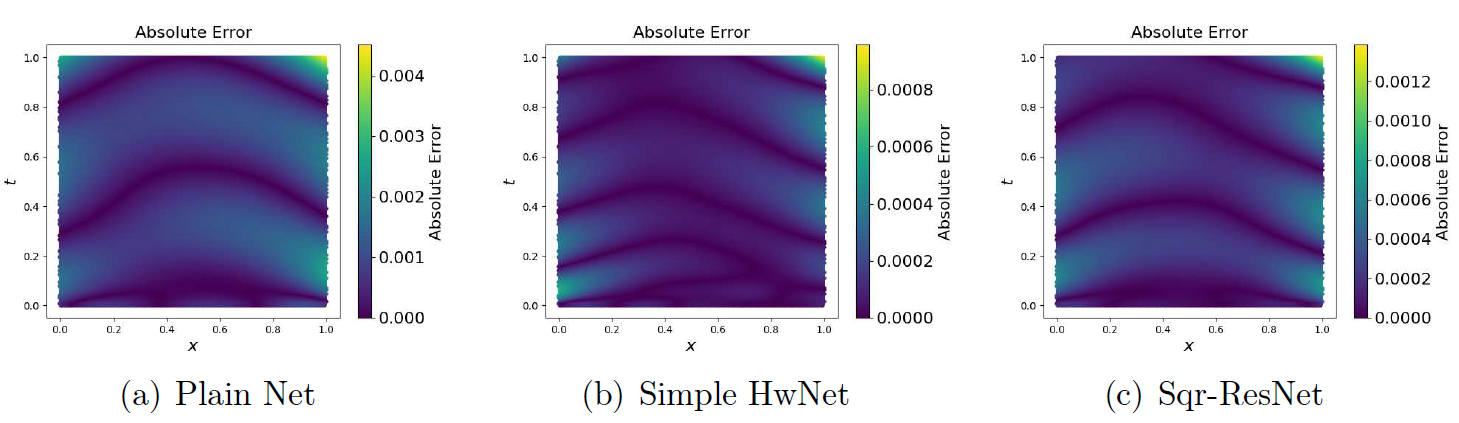 Absolute Error
1.0
0.8
0.6
0.4
0.2
0.0
t
0.0 0.2 0.4 0.6 0.8 1.0
x
0.004
0.003
0.002
0.001
0.000
Absolute Error
(a) Plain Net
Absolute Error
1.0
0.8
0.6
0.4
0.2
0.0
t
0.0 0.2 0.4 0.6 0.8 1.0
x
0.0008
0.0006
0.0004
0.0002
0.0000
Absolute Error
(b) Simple HwNet
Absolute Error
1.0
0.8
0.6
0.4
0.2
0.0
t
0.0 0.2 0.4 0.6 0.8 1.0
x
0.0012
0.0010
0.0008
0.0006
0.0004
0.0002
0.0000
Absolute Error
(c) Sqr-ResNet